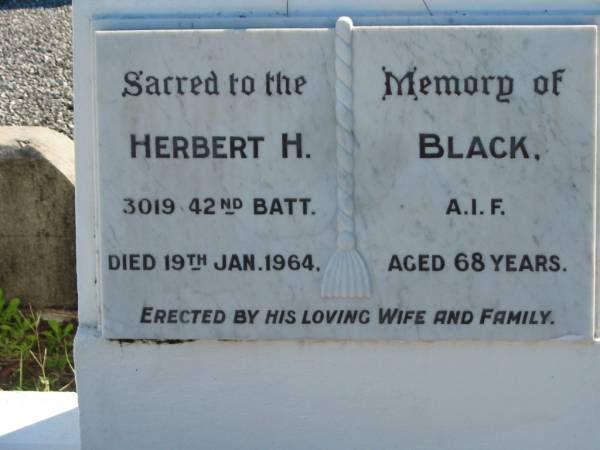 Sacred to the Memory of
HERBERT H. BLACK,
3019 42ND BATT. A.I.F.
DIED 19TH JAN.1964, AGED 68 YEARS.
ERECTED BY HIS LOVING WIFE AND FAMILY.